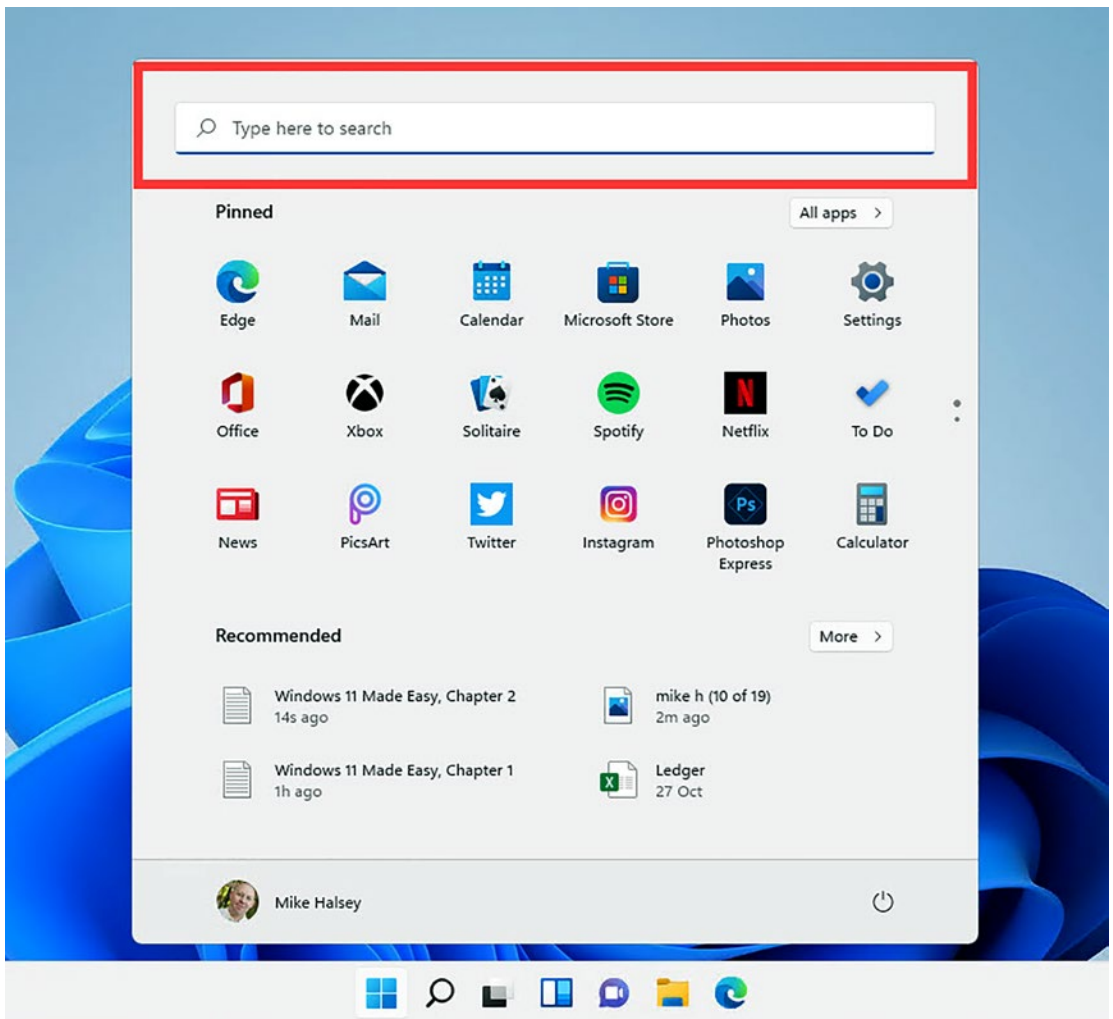 Type here to search
Pinned
All apps
Edge
Mail
Calendar
Microsoft Store
Photos
Settings
Office
Xbox
Solitaire
Spotify
Netflix
To Do
News
PicsArt
Twitter
Instagram
Photoshop
Express
Calculator
Ps
N
X
Recommended
More
Windows 11 Made Easy, Chapter 2
14s ago
mike h (10 of 19)
2m ago
Windows 11 Made Easy, Chapter 1
1h ago
Ledger
27 Oct
Mike Halsey